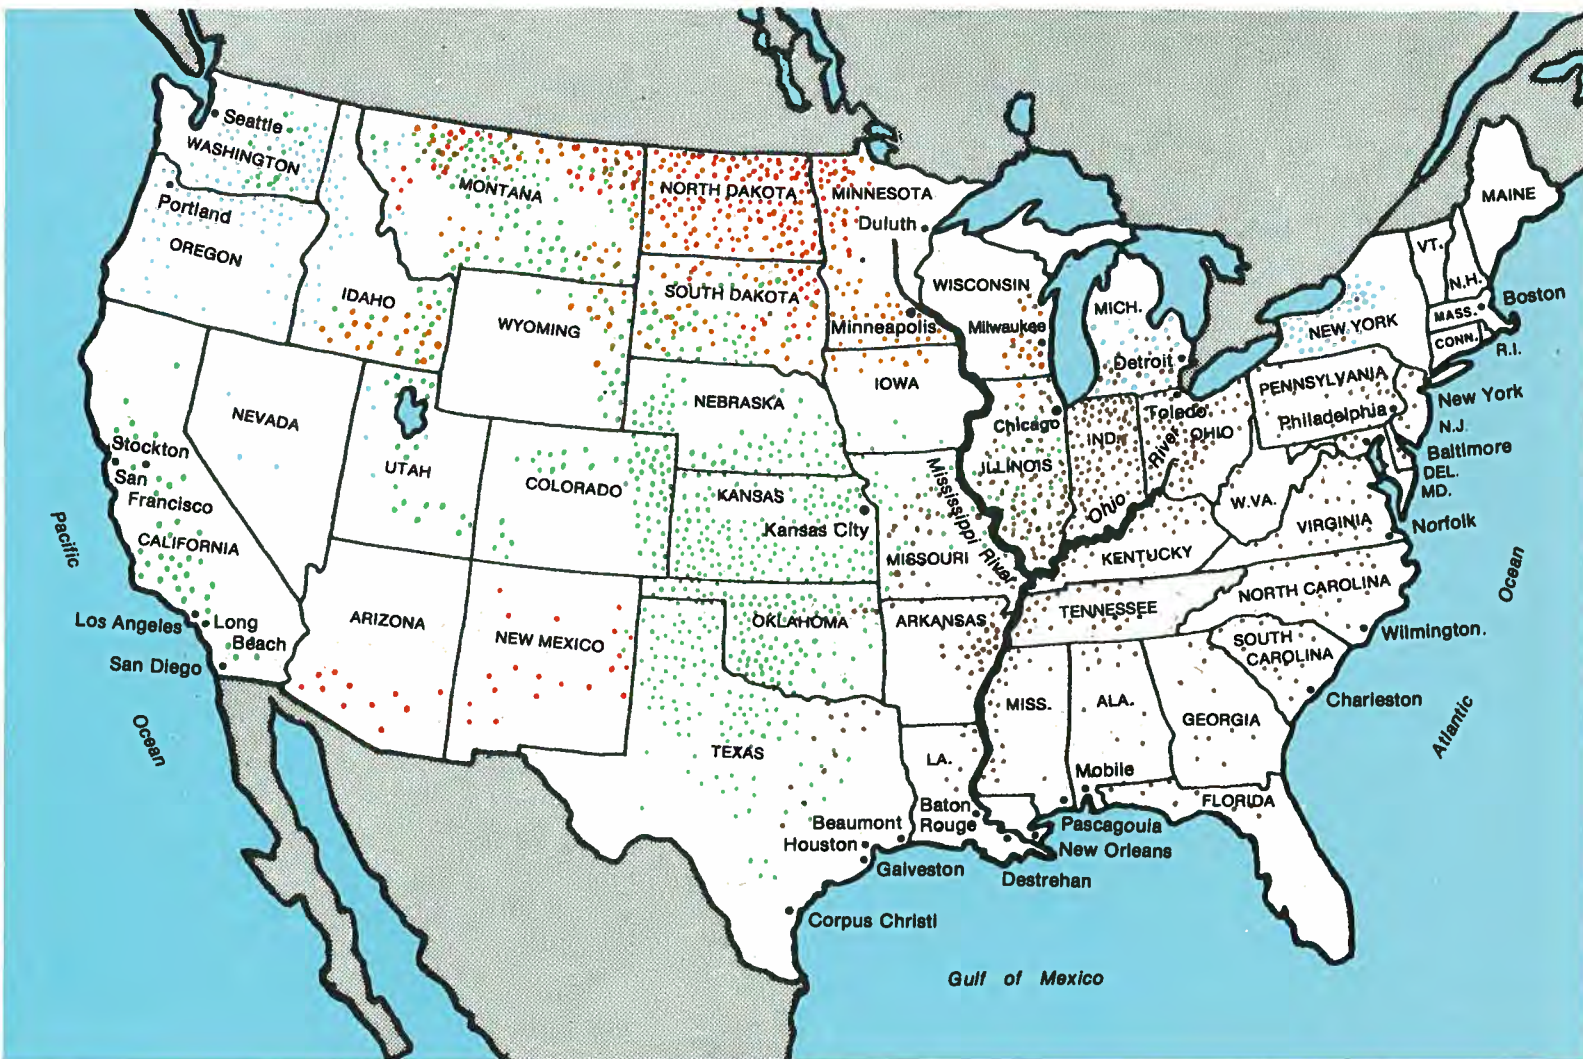 Seattle
WASHINGTON
Portland
OREGON
IDAHO
MONTANA
NORTH DAKOTA
MINNESOTA
Duluth
SOUTH DAKOTA
WYOMING
Minneapolis
WISCONSIN
Milwaukee
MICH.
Detroit
MAINE
VT.
N.H.
Boston
MASS.
NEW YORK
CONN.
R.I.
IOWA
NEBRASKA
NEVADA
UTAH
COLORADO
KANSAS
Kansas City
Chicago
ILLINOIS
IND.
Toledo
OHIO
PENNSYLVANIA
Philadelphia
New York
N.J.
Baltimore
DEL.
MD.
Stockton
San
Francisco
CALIFORNIA
Pacific
Ocean
Mississippi River
MISSOURI
Ohio
River
W.VA.
VIRGINIA
Norfolk
KENTUCKY
Los Angeles
Long
Beach
San Diego
ARIZONA
NEW MEXICO
OKLAHOMA
ARKANSAS
TENNESSEE
NORTH CAROLINA
Wilmington.
SOUTH
CAROLINA
Charleston
Atlantic
Ocean
TEXAS
LA.
MISS.
ALA.
GEORGIA
Mobile
FLORIDA
Baton
Rouge
Beaumont
Houston
Galveston
Pascagoula
New Orleans
Destrehan
Corpus Christi
Gulf of Mexico